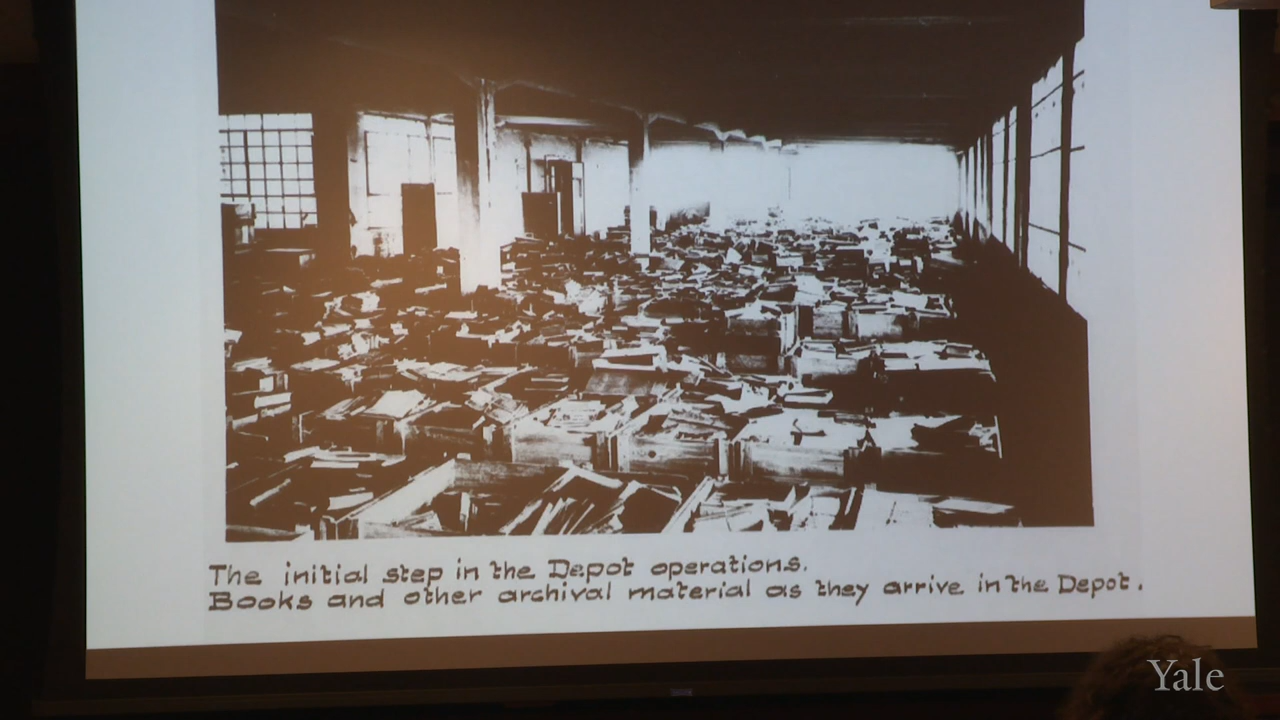 The initial step in the Depot operations.
Books and other archival material as they arrive in the Depot.
Yale